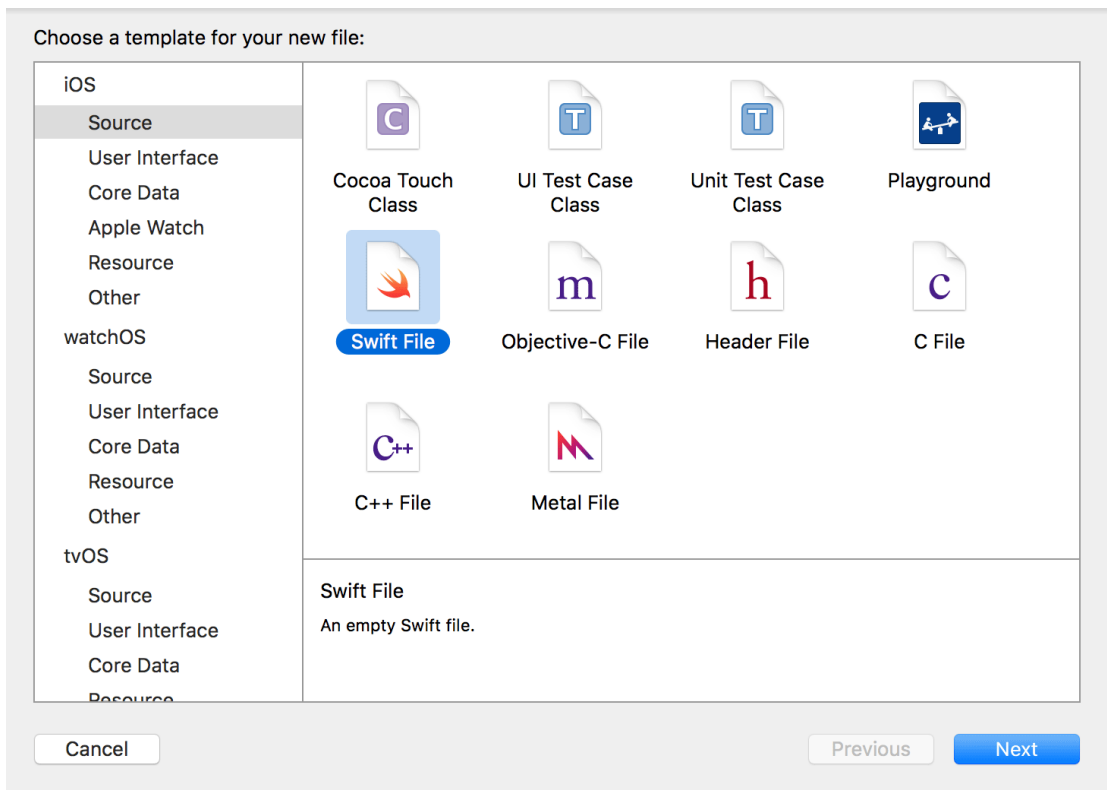 Choose a template for your new file:
iOS
Source
User Interface
Core Data
Apple Watch
Resource
Other
watchOS
Source
User Interface
Core Data
Resource
Other
tvOS
Source
User Interface
Core Data
Resource
C
T
T
Cocoa Touch
Class
UI Test Case
Class
Unit Test Case
Class
Playground
m
h
c
Swift File
Objective-C File
Header File
C File
C++
C++ File
Metal File
Swift File
An empty Swift file.
Cancel
Previous
Next